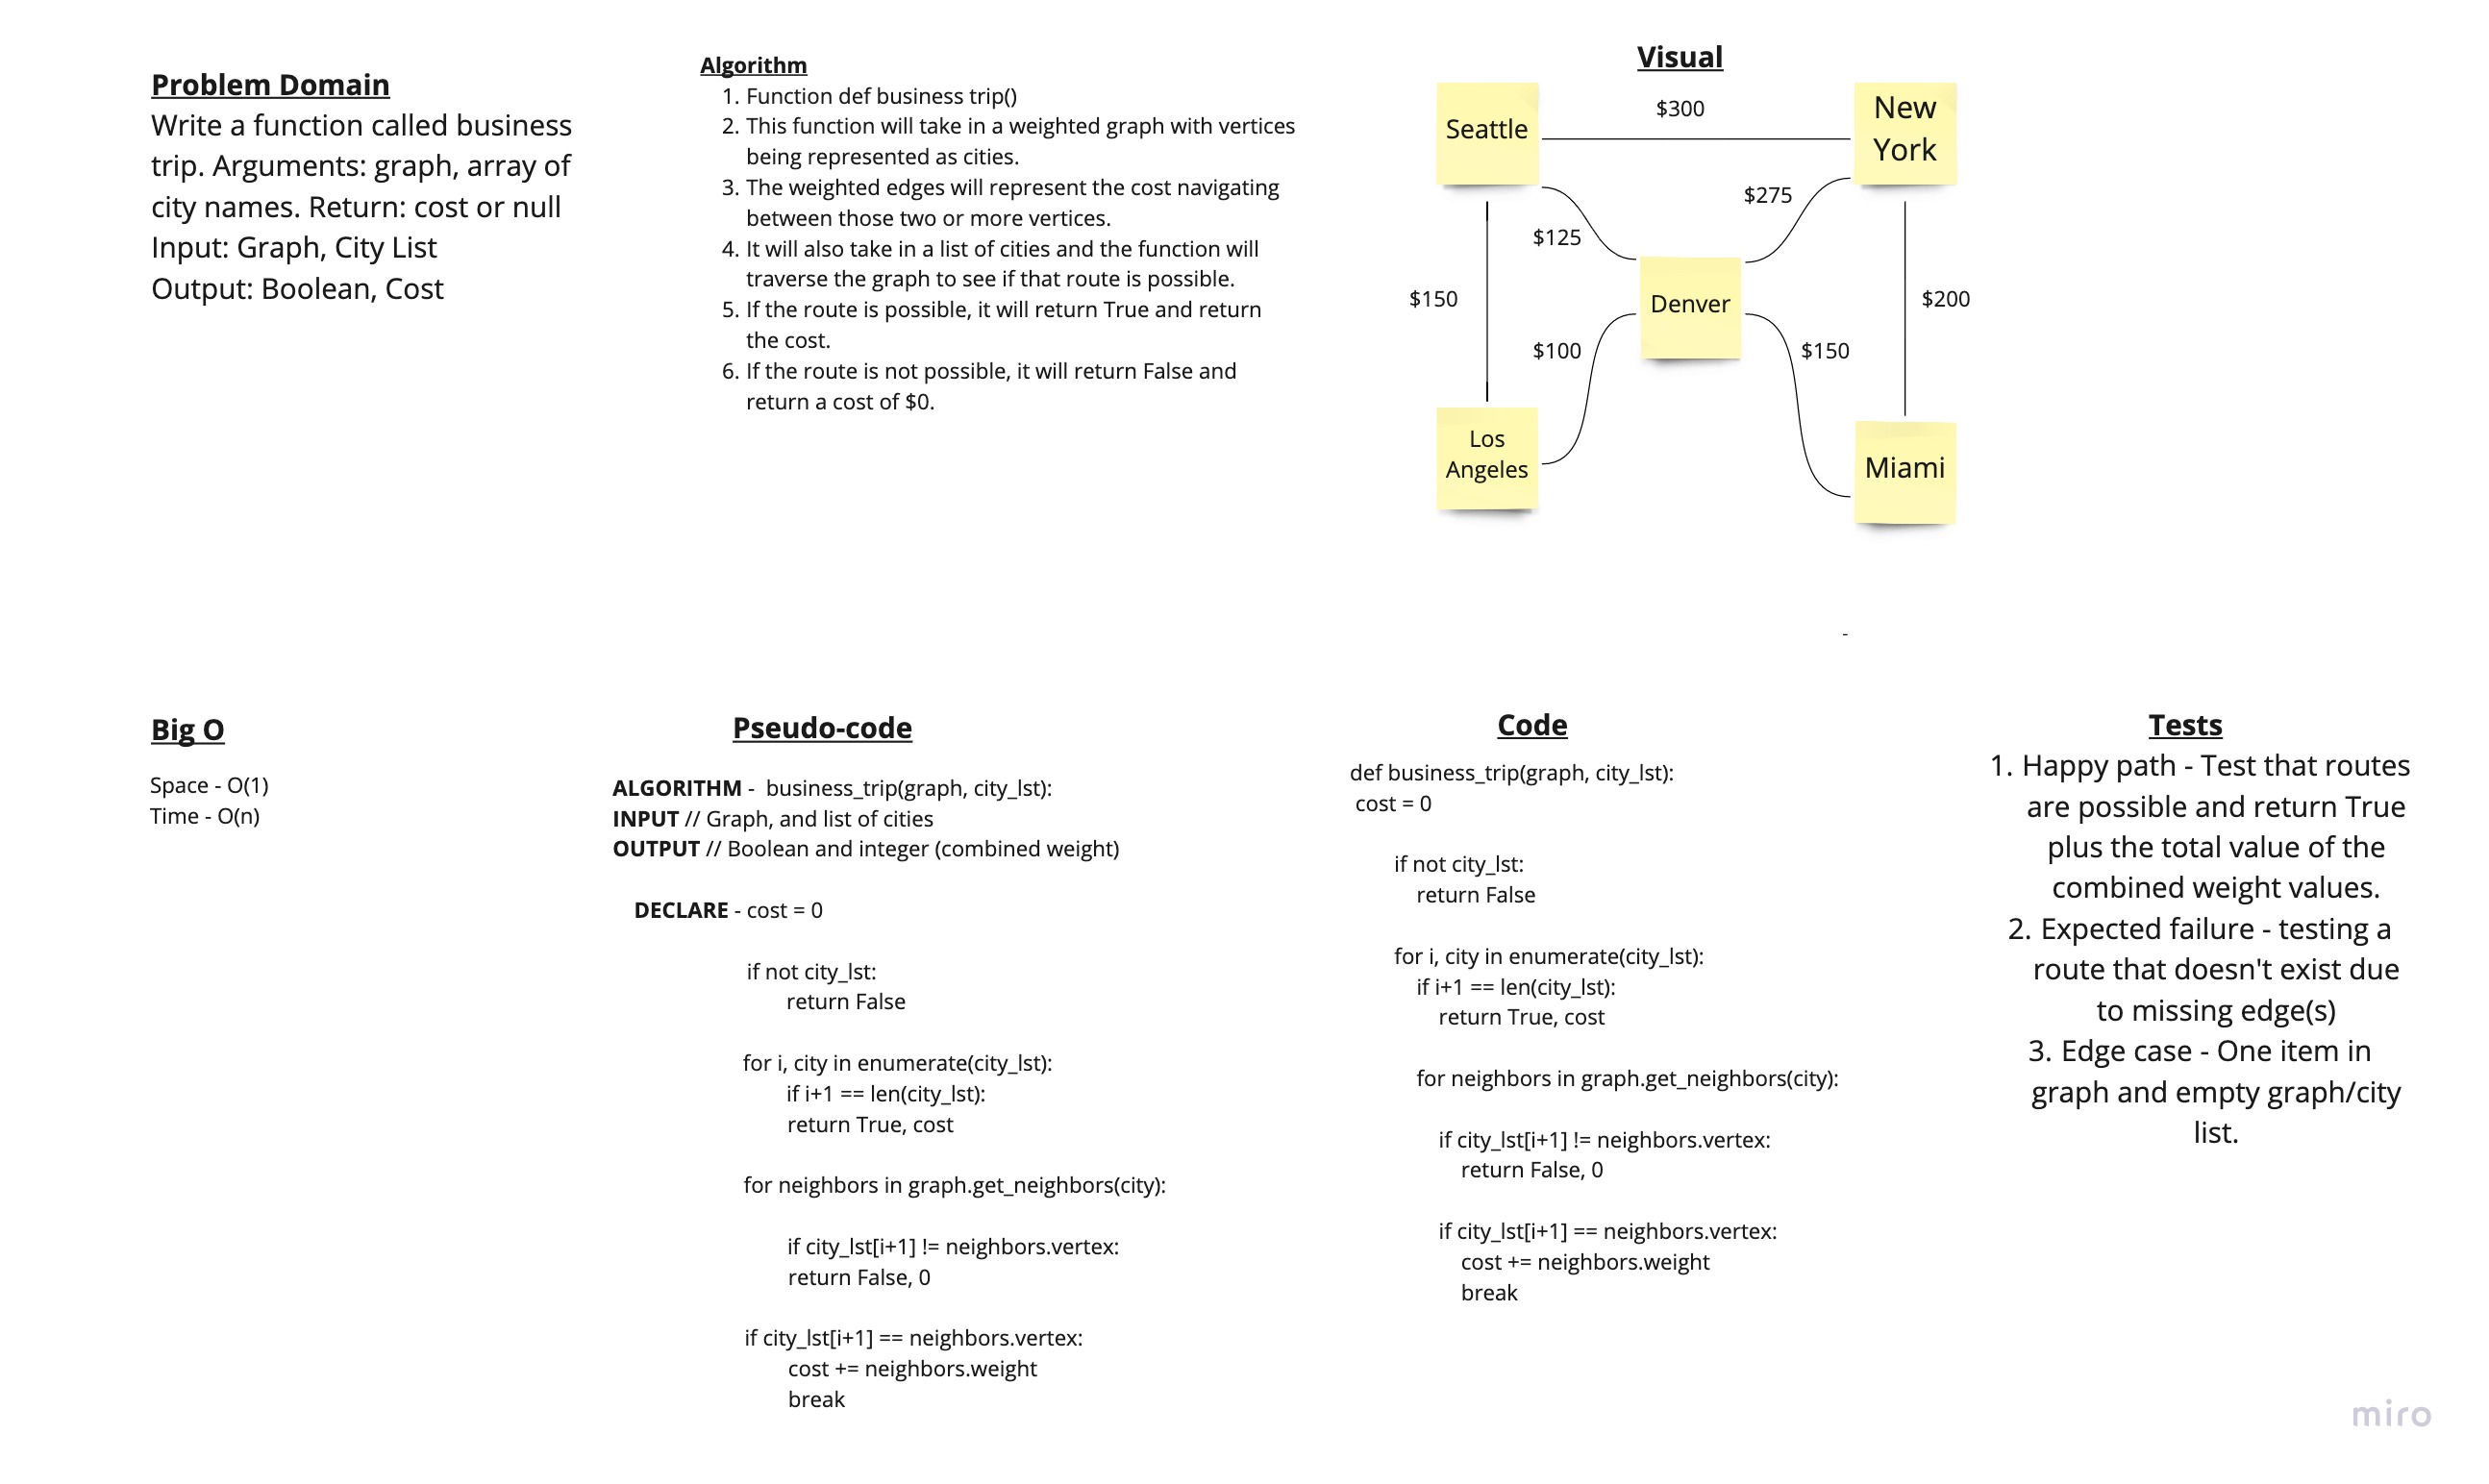 Problem Domain
Write a function called business
trip. Arguments: graph, array of
city names. Return: cost or null
Input: Graph, City List
Output: Boolean, Cost
Algorithm
1. Function def business trip()
2. This function will take in a weighted graph with vertices
being represented as cities.
3. The weighted edges will represent the cost navigating
between those two or more vertices.
4. It will also take in a list of cities and the function will
traverse the graph to see if that route is possible.
5. If the route is possible, it will return True and return
the cost.
6. If the route is not possible, it will return False and
return a cost of $0.
Visual
Seattle
$300
New
York
$275
$125
$150
Denver
$200
$100
$150
Los
Angeles
Miami
-
Big O
Space - O(1)
Time - O(n)
Pseudo-code
ALGORITHM - business_trip(graph, city_lst):
INPUT // Graph, and list of cities
OUTPUT // Boolean and integer (combined weight)
DECLARE - cost = 0
if not city_lst:
return False
for i, city in enumerate(city_lst):
if i+1 == len(city_lst):
return True, cost
for neighbors in graph.get_neighbors(city):
if city_lst[i+1] != neighbors.vertex:
return False, 0
if city_lst[i+1] == neighbors.vertex:
cost += neighbors.weight
break
Code
def business_trip(graph, city_lst):
cost = 0
if not city_lst:
return False
for i, city in enumerate(city_lst):
if i+1 == len(city_lst):
return True, cost
for neighbors in graph.get_neighbors(city):
if city_lst[i+1] != neighbors.vertex:
return False, 0
if city_lst[i+1] == neighbors.vertex:
cost += neighbors.weight
break
Tests
1. Happy path - Test that routes
are possible and return True
plus the total value of the
combined weight values.
2. Expected failure - testing a
route that doesn't exist due
to missing edge(s)
3. Edge case - One item in
graph and empty graph/city
list.
miro